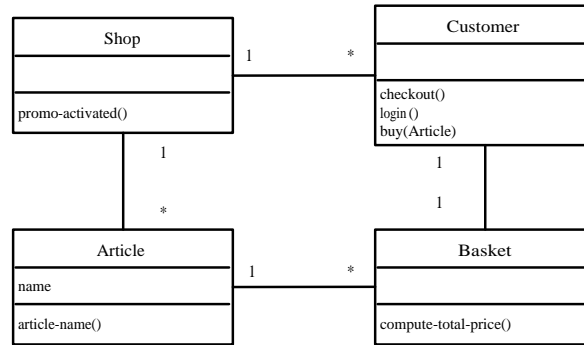 Shop
promo-activated()
1
*
Customer
checkout()
login ()
buy(Article)
1
*
1
1
Article
name
article-name()
1
*
Basket
compute-total-price()